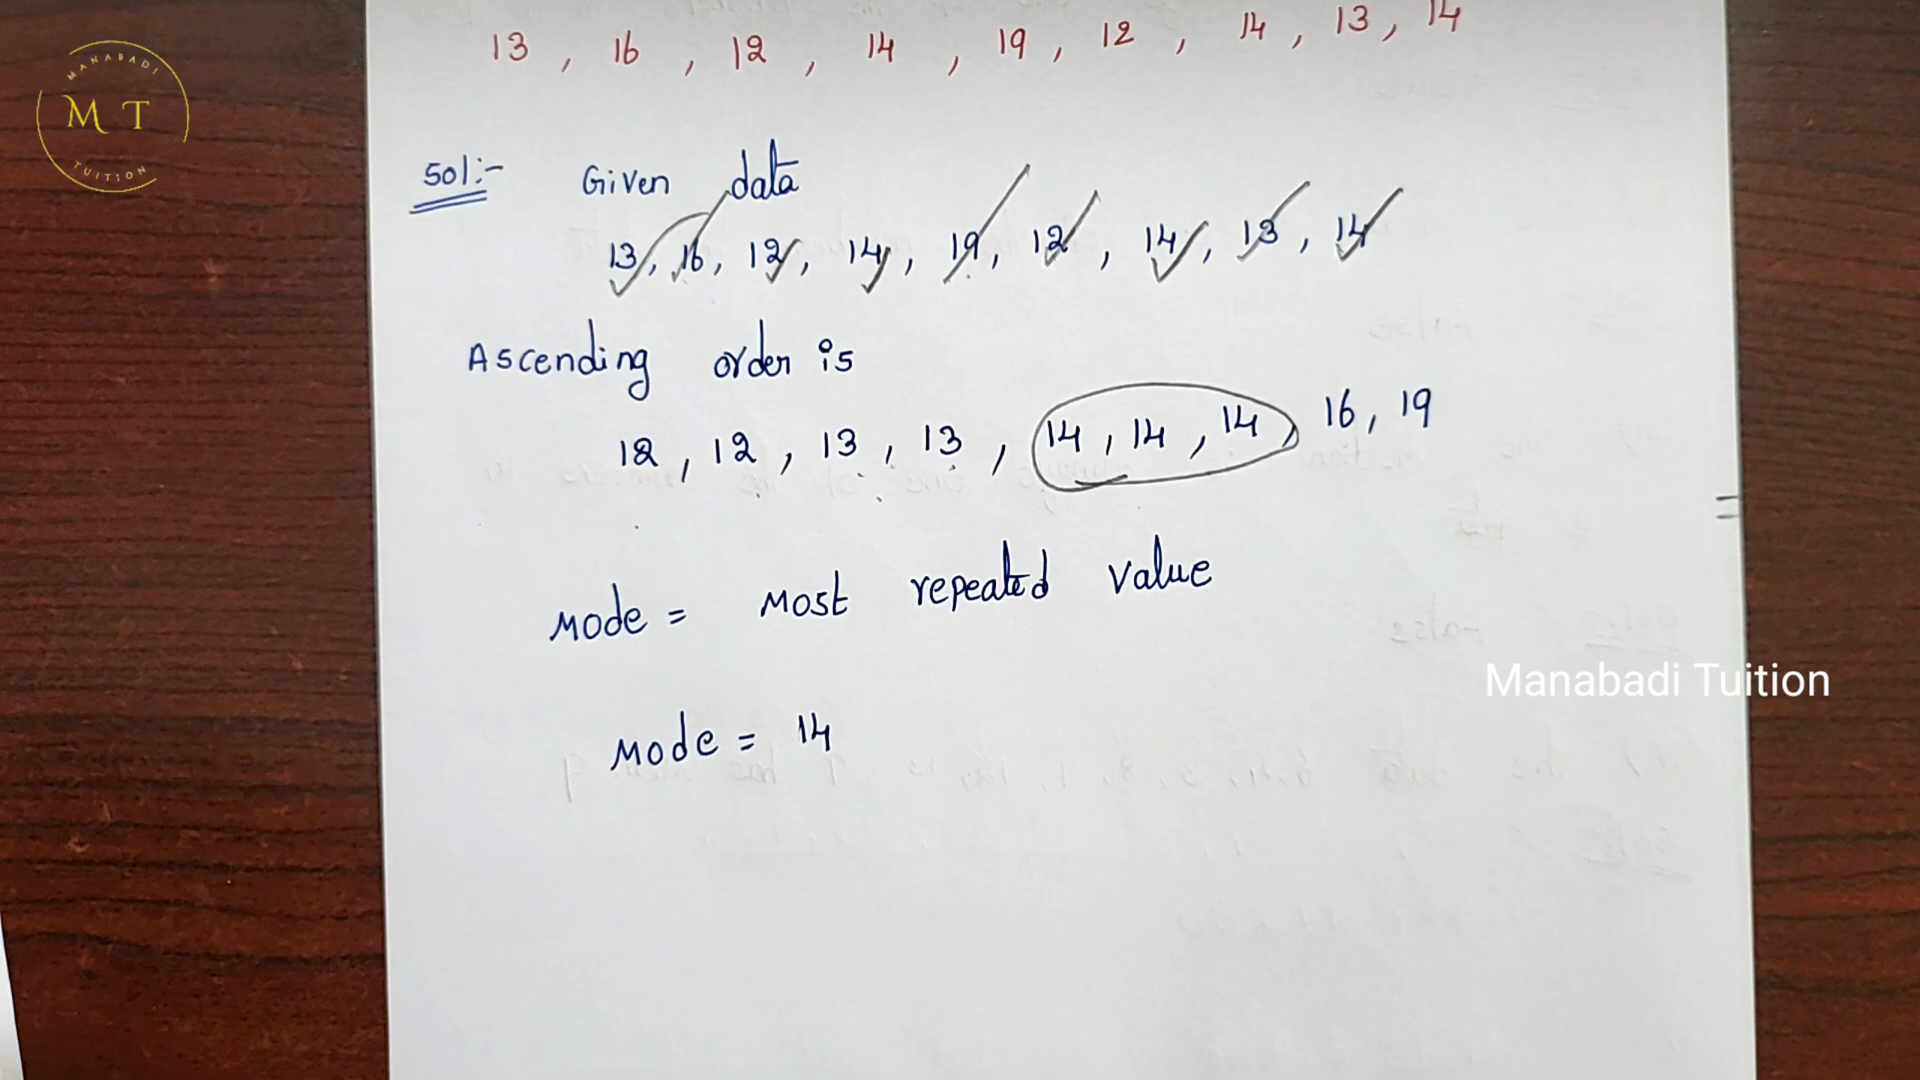 13, 16, 12, 14, 19, 12, 14, 13, 14
MANABADI
MT
TUITION
Sol:- Given data
13, 16, 12, 14, 19, 12, 14, 13, 14
Ascending order is
12, 12, 13, 13, 14, 14, 14, 16, 19
=
Mode = Most repeated value
Manabadi Tuition
Mode = 14